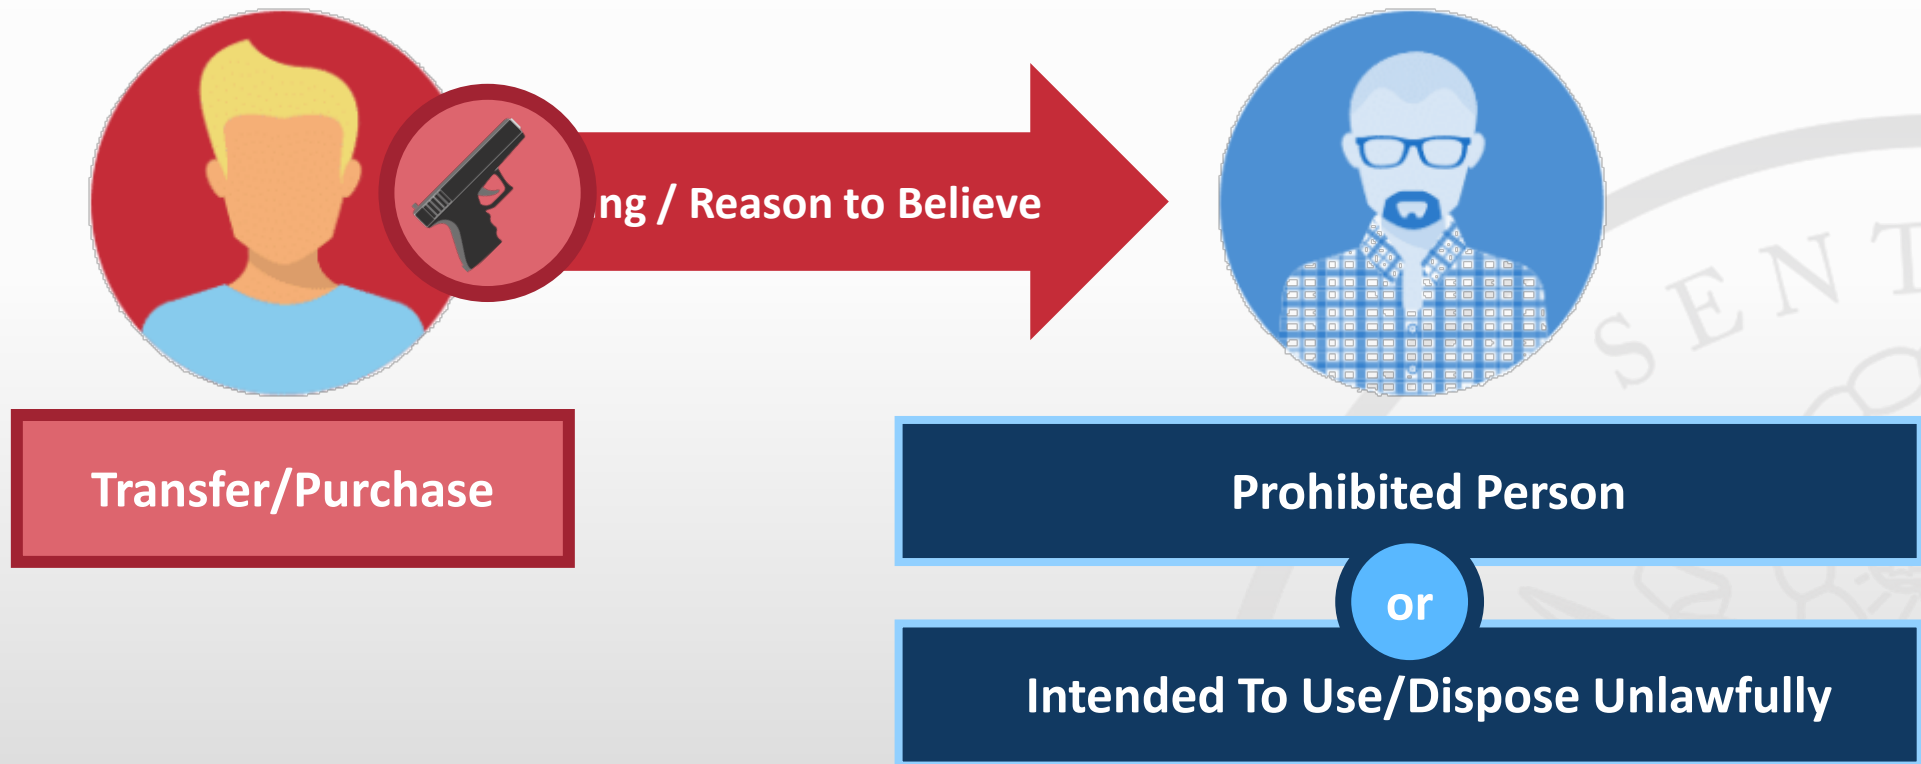 ng / Reason to Believe
Transfer/Purchase
Prohibited Person
or
Intended To Use/Dispose Unlawfully
SENT